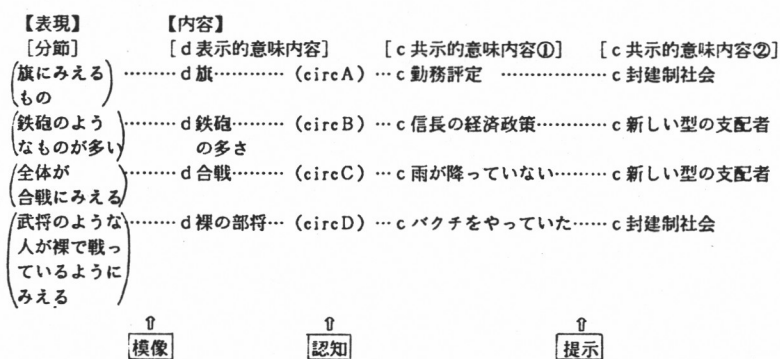 【表現】 【内容】
[分節] [d表示的意味内容] [c共示的意味内容①] [c共示的意味内容②]
(旗にみえるもの)………d旗…………(circA)…c勤務評定………………c封建制社会
(鉄砲のようなものが多い)………d鉄砲の多さ………(circB)…c信長の経済政策…………c新しい型の支配者
(全体が合戦にみえる)………d合戦………(circC)…c雨が降っていない………c新しい型の支配者
(武将のような人が裸で戦っているようにみえる)………d裸の部将…(circD)…cバクチをやっていた……c封建制社会
⇧ ⇧ ⇧
模像 認知 提示